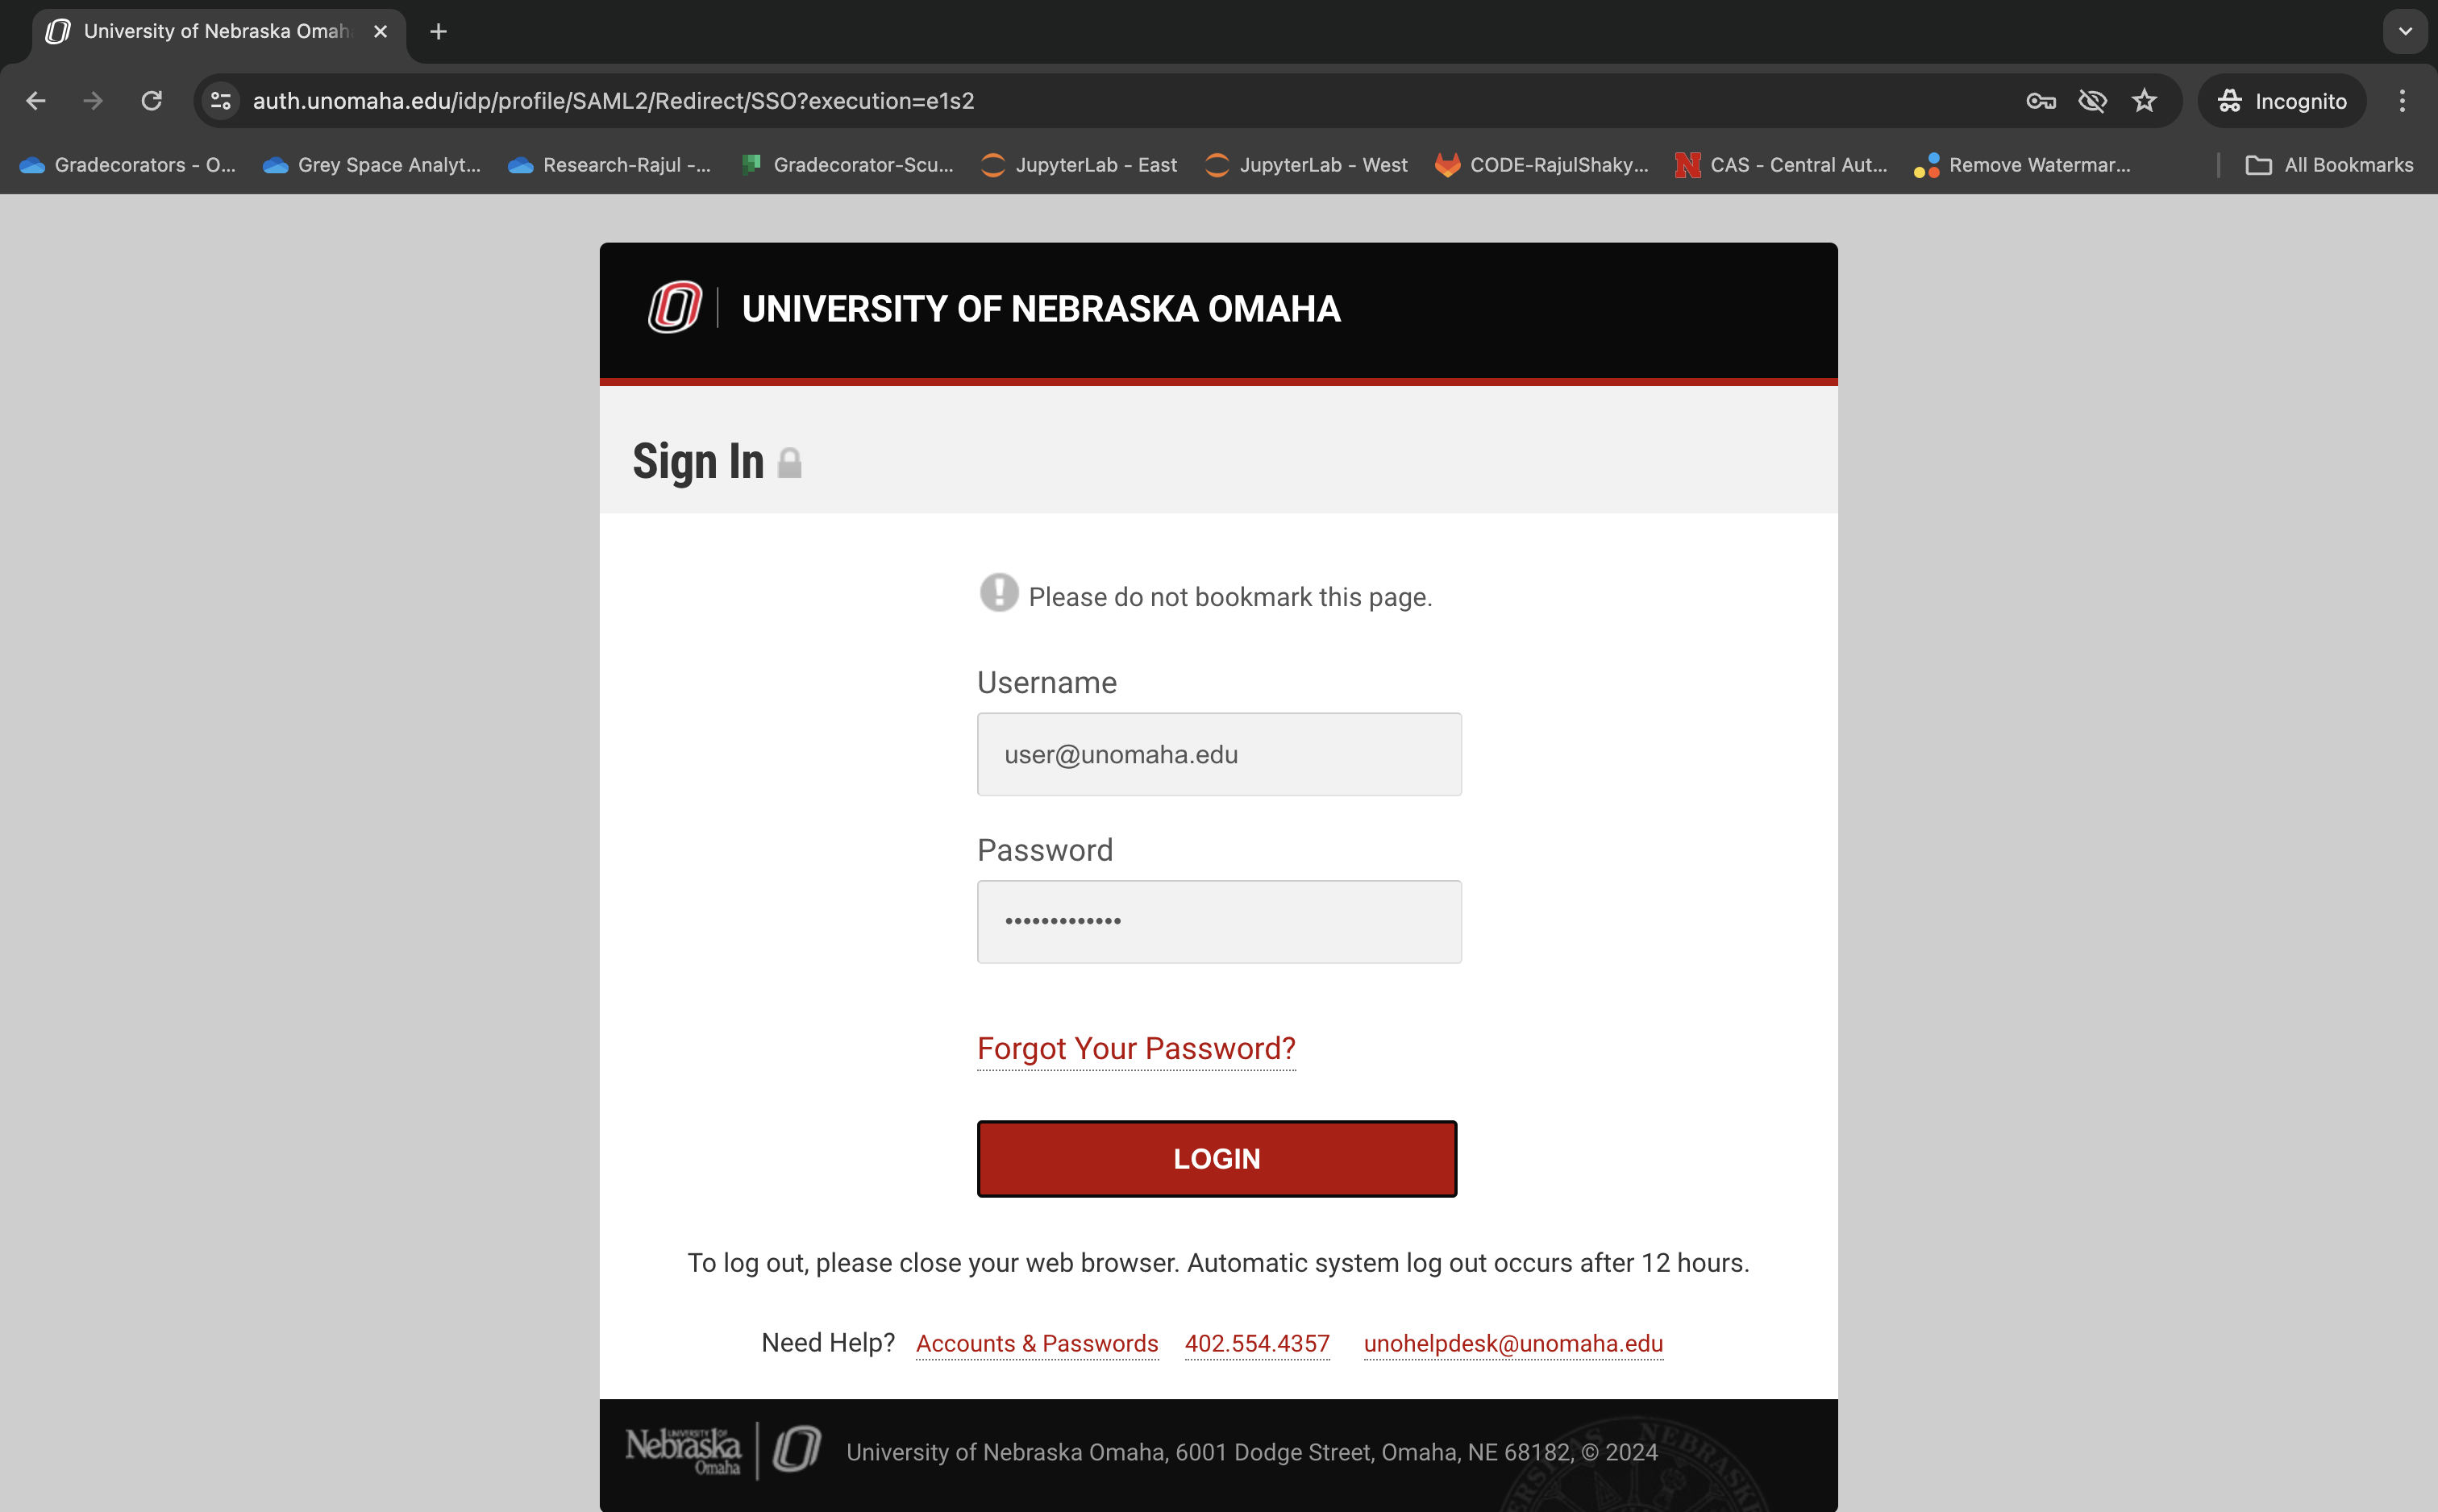 University of Nebraska Omah
auth.unomaha.edu/idp/profile/SAML2/Redirect/SSO?execution=e1s2
Incognito
Gradecorators - O... Grey Space Analyt... Research-Rajul -... Gradecorator-Scu... JupyterLab - East JupyterLab - West CODE-RajulShaky... CAS - Central Aut... Remove Watermar... All Bookmarks
UNIVERSITY OF NEBRASKA OMAHA
Sign In
Please do not bookmark this page.
Username
user@unomaha.edu
Password
•••••••••••••
Forgot Your Password?
LOGIN
To log out, please close your web browser. Automatic system log out occurs after 12 hours.
Need Help? Accounts & Passwords 402.554.4357 unohelpdesk@unomaha.edu
UNIVERSITY OF
Nebraska
Omaha
University of Nebraska Omaha, 6001 Dodge Street, Omaha, NE 68182, © 2024